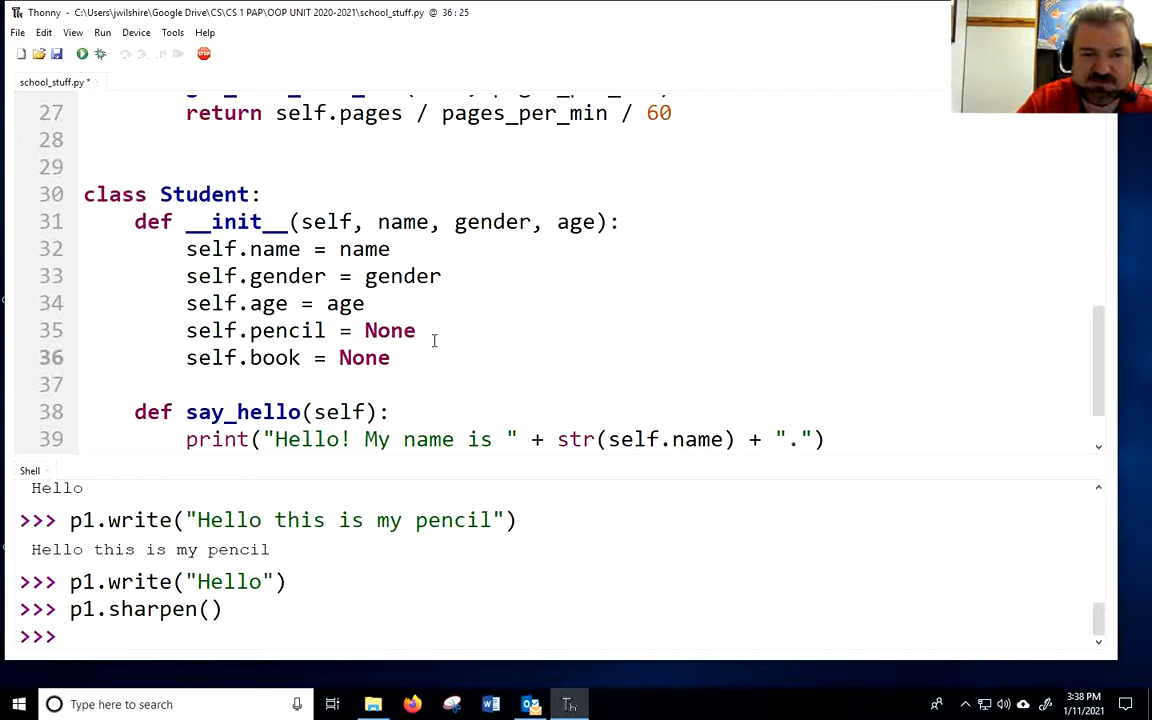 Thonny - C:\Users\jwilshire\Google Drive\CS\CS 1 PAP\OOP UNIT 2020-2021\school_stuff.py @ 36 : 25
File Edit View Run Device Tools Help
school_stuff.py *
27 return self.pages / pages_per_min / 60
28
29
30 class Student:
31 def __init__(self, name, gender, age):
32 self.name = name
33 self.gender = gender
34 self.age = age
35 self.pencil = None
36 self.book = None
37
38 def say_hello(self):
39 print("Hello! My name is " + str(self.name) + ".")
Shell
Hello
>>> p1.write("Hello this is my pencil")
Hello this is my pencil
>>> p1.write("Hello")
>>> p1.sharpen()
>>>
Type here to search
3:38 PM
1/11/2021